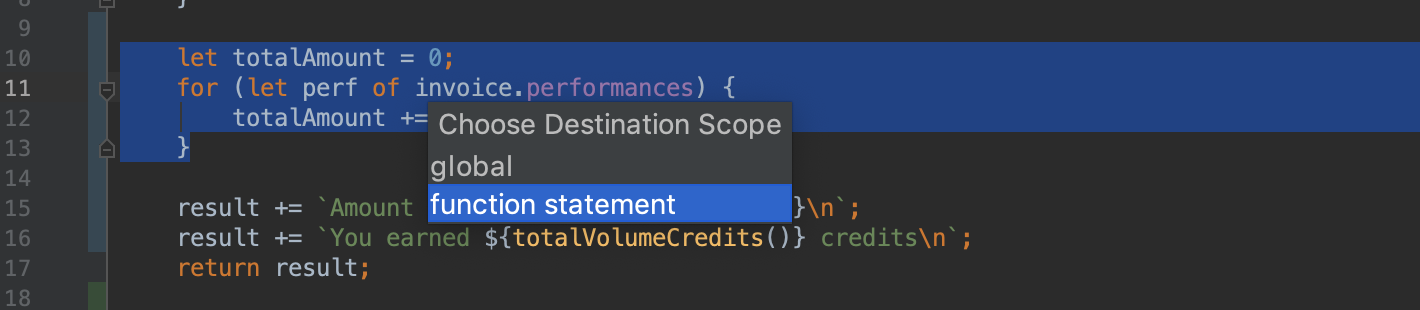 8 }
9
10 let totalAmount = 0;
11 for (let perf of invoice.performances) {
12 totalAmount +=
Choose Destination Scope
13 }
global
14
15 result += `Amount }\n`;
function statement
16 result += `You earned ${totalVolumeCredits()} credits\n`;
17 return result;
18